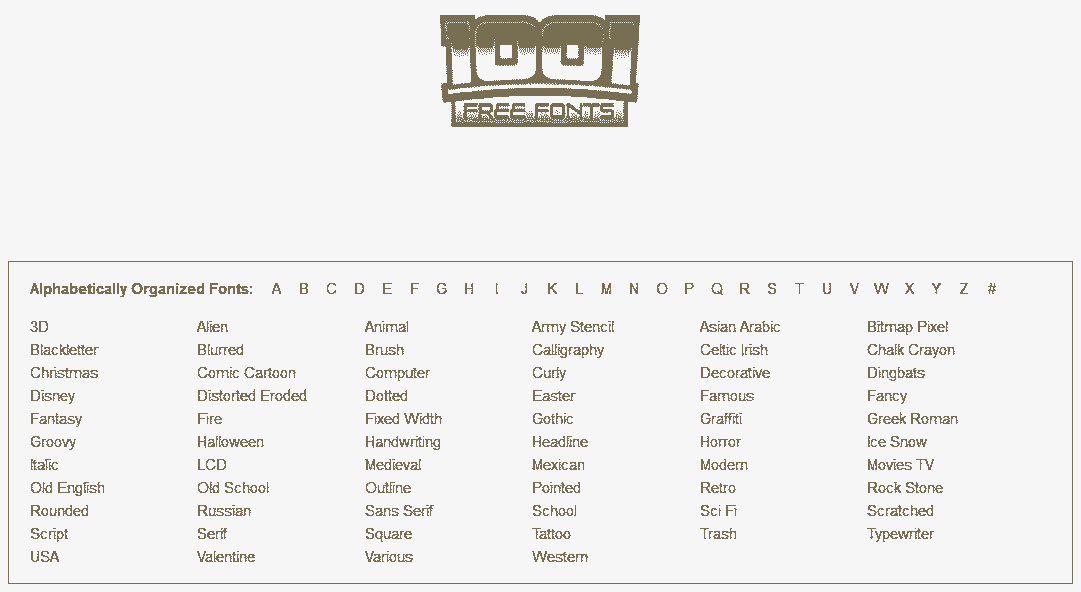 1001
FREE FONTS
Alphabetically Organized Fonts: A B C D E F G H I J K L M N O P Q R S T U V W X Y Z #
3D Alien Animal Army Stencil Asian Arabic Bitmap Pixel
Blackletter Blurred Brush Calligraphy Celtic Irish Chalk Crayon
Christmas Comic Cartoon Computer Curly Decorative Dingbats
Disney Distorted Eroded Dotted Easter Famous Fancy
Fantasy Fire Fixed Width Gothic Graffiti Greek Roman
Groovy Halloween Handwriting Headline Horror Ice Snow
Italic LCD Medieval Mexican Modern Movies TV
Old English Old School Outline Pointed Retro Rock Stone
Rounded Russian Sans Serif School Sci Fi Scratched
Script Serif Square Tattoo Trash Typewriter
USA Valentine Various Western